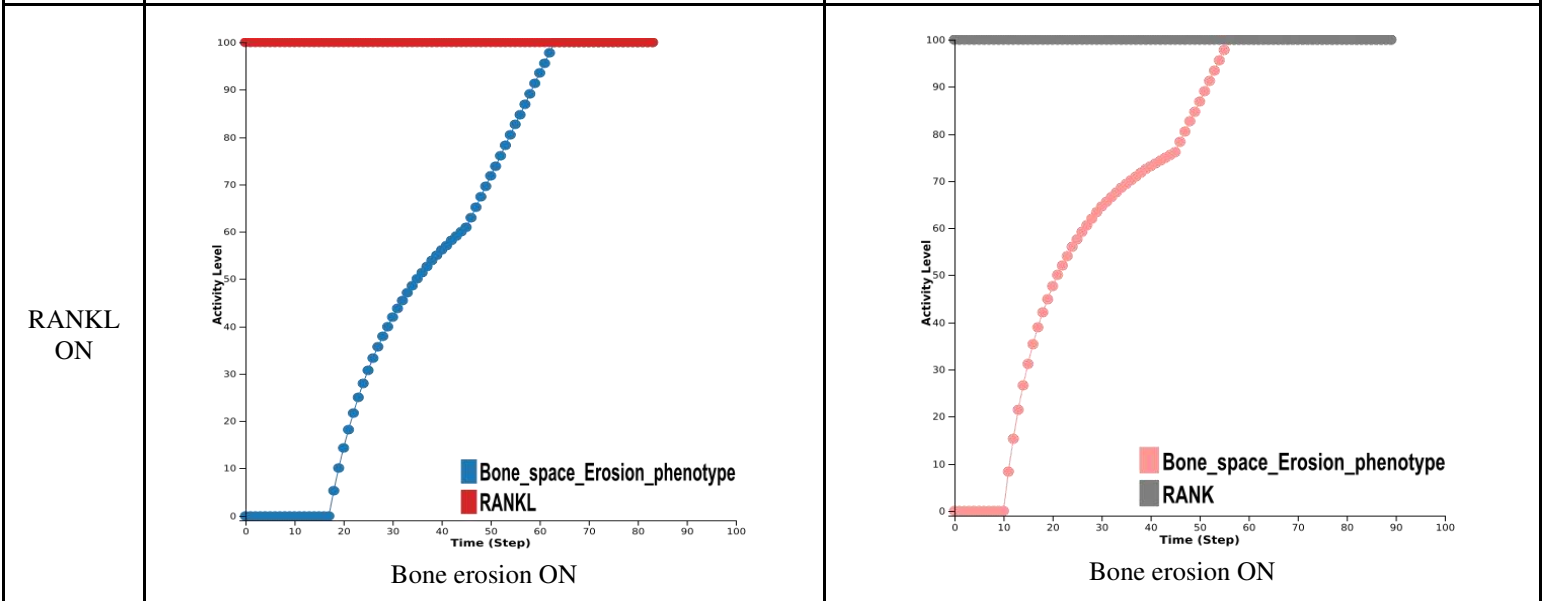 RANKL
ON
100
90
80
70
60
50
40
30
20
10
0
Activity Level
0 10 20 30 40 50 60 70 80 90 100
Time (Step)
Bone_space_Erosion_phenotype
RANKL
Bone erosion ON
100
90
80
70
60
50
40
30
20
10
0
Activity Level
0 10 20 30 40 50 60 70 80 90 100
Time (Step)
Bone_space_Erosion_phenotype
RANK
Bone erosion ON